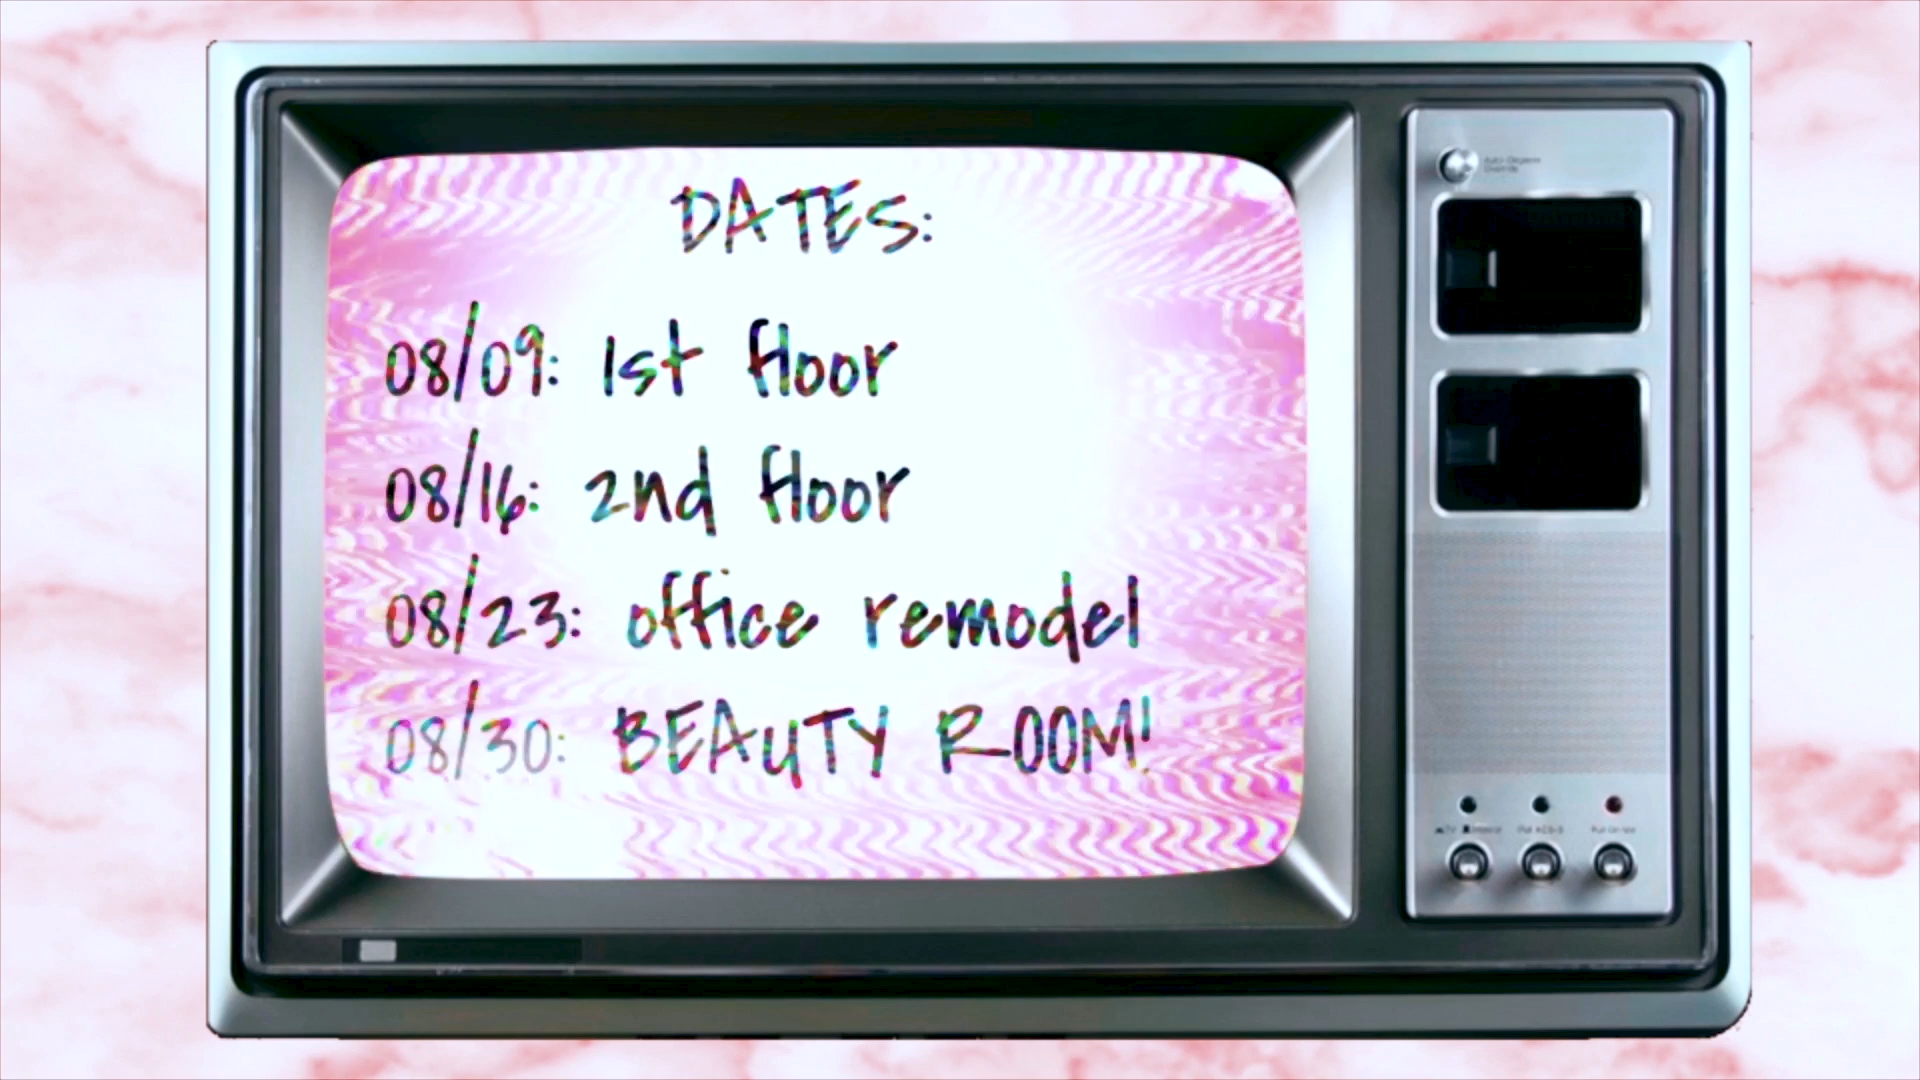 DATES:
08/09: 1st floor
08/16: 2nd floor
08/23: office remodel
08/30: BEAUTY ROOM!